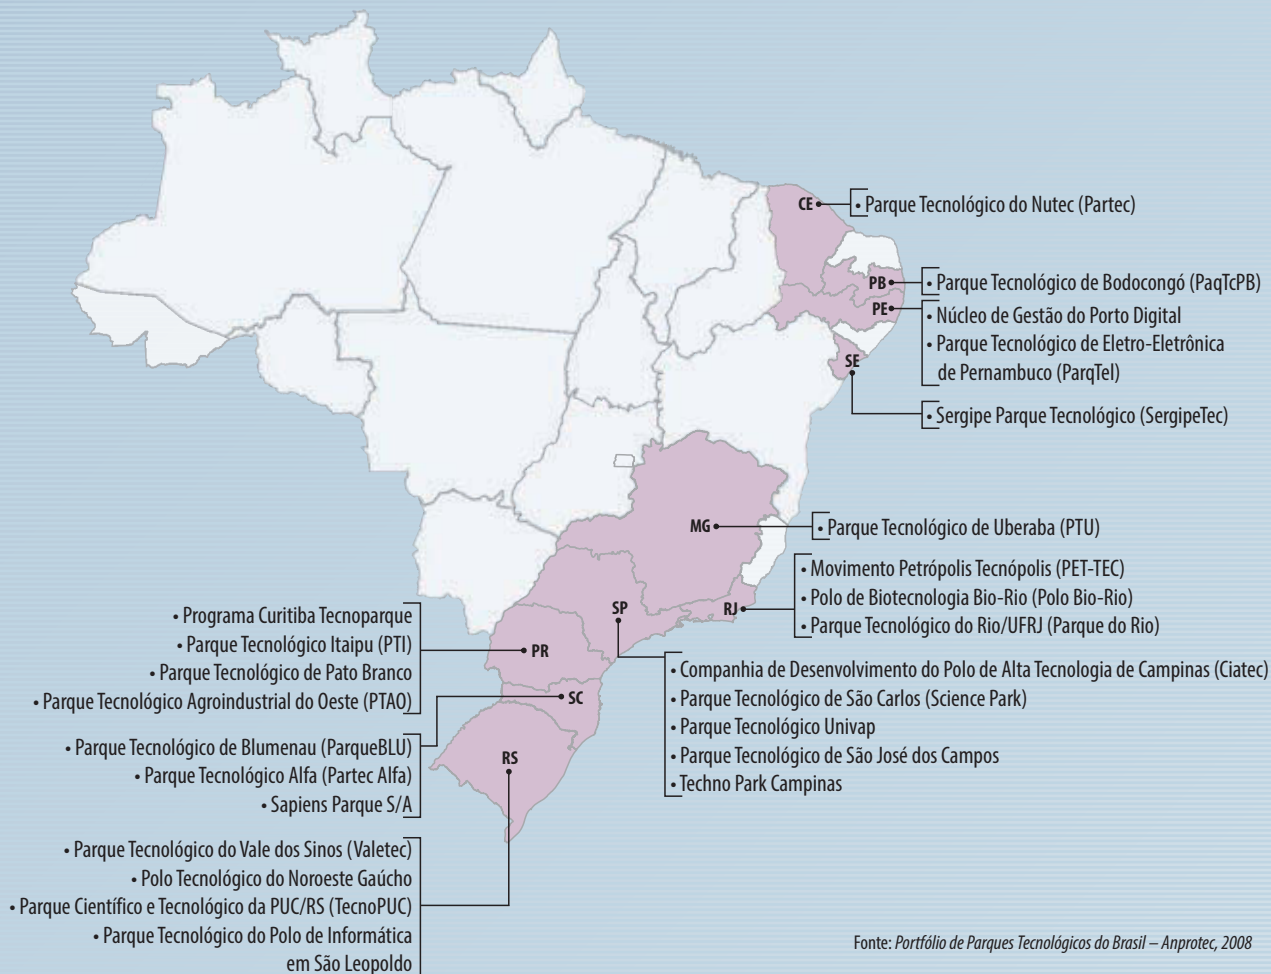 CE
• Parque Tecnológico do Nutec (Partec)
PB
• Parque Tecnológico de Bodocongó (PaqTcPB)
PE
• Núcleo de Gestão do Porto Digital
• Parque Tecnológico de Eletro-Eletrônica
de Pernambuco (ParqTel)
SE
• Sergipe Parque Tecnológico (SergipeTec)
MG
• Parque Tecnológico de Uberaba (PTU)
RJ
• Movimento Petrópolis Tecnópolis (PET-TEC)
• Polo de Biotecnologia Bio-Rio (Polo Bio-Rio)
• Parque Tecnológico do Rio/UFRJ (Parque do Rio)
SP
• Companhia de Desenvolvimento do Polo de Alta Tecnologia de Campinas (Ciatec)
• Parque Tecnológico de São Carlos (Science Park)
• Parque Tecnológico Univap
• Parque Tecnológico de São José dos Campos
• Techno Park Campinas
PR
• Programa Curitiba Tecnoparque
• Parque Tecnológico Itaipu (PTI)
• Parque Tecnológico de Pato Branco
• Parque Tecnológico Agroindustrial do Oeste (PTAO)
SC
• Parque Tecnológico de Blumenau (ParqueBLU)
• Parque Tecnológico Alfa (Partec Alfa)
• Sapiens Parque S/A
RS
• Parque Tecnológico do Vale dos Sinos (Valetec)
• Polo Tecnológico do Noroeste Gaúcho
• Parque Científico e Tecnológico da PUC/RS (TecnoPUC)
• Parque Tecnológico do Polo de Informática
em São Leopoldo
Fonte: Portfólio de Parques Tecnológicos do Brasil – Anprotec, 2008